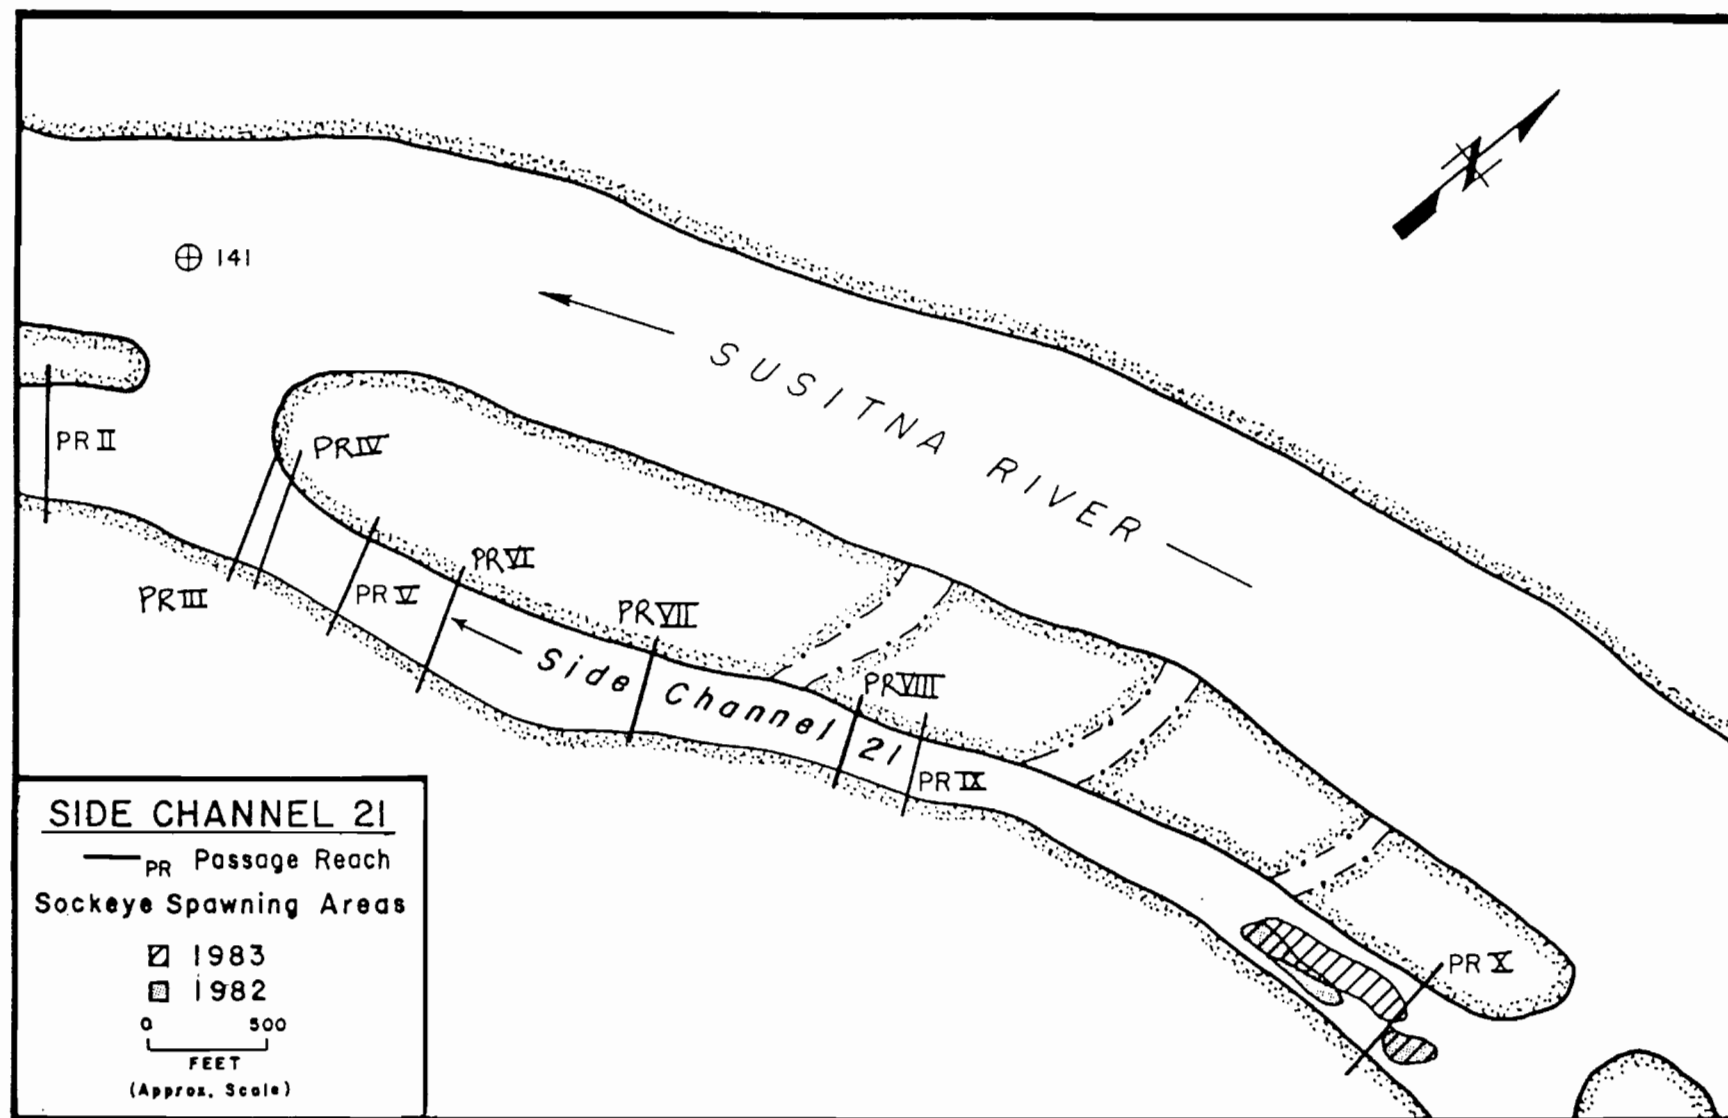 N
⊕ 141
SUSITNA RIVER
PR II
PR IV
PR III
PR V
PR VI
PR VII
Side Channel 21
PR VIII
PR IX
PR X
SIDE CHANNEL 21
PR Passage Reach
Sockeye Spawning Areas
1983
1982
0 500
FEET
(Approx. Scale)